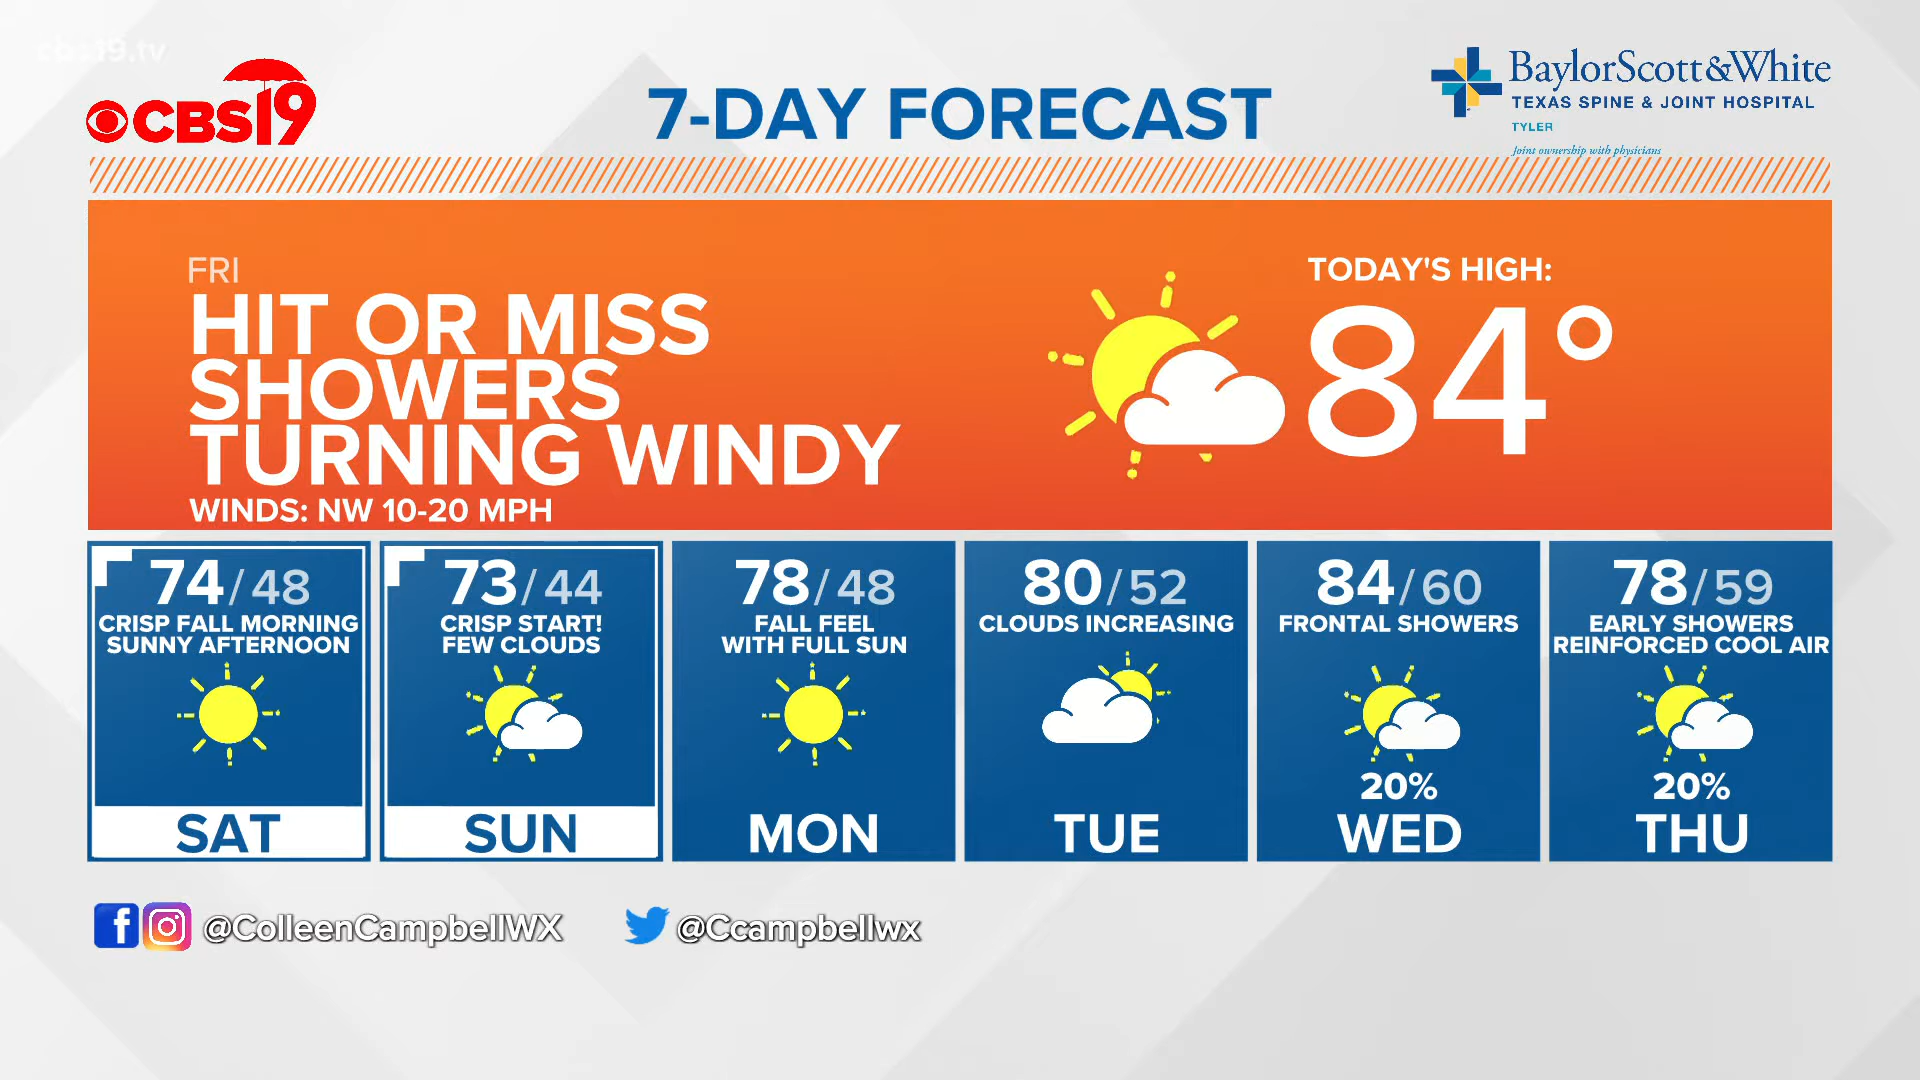 cbs19.tv
CBS19
7-DAY FORECAST
BaylorScott&White
TEXAS SPINE & JOINT HOSPITAL
TYLER
Joint ownership with physicians
FRI
HIT OR MISS
SHOWERS
TURNING WINDY
WINDS: NW 10-20 MPH
TODAY'S HIGH:
84°
74/48
CRISP FALL MORNING
SUNNY AFTERNOON
SAT
73/44
CRISP START!
FEW CLOUDS
SUN
78/48
FALL FEEL
WITH FULL SUN
MON
80/52
CLOUDS INCREASING
TUE
84/60
FRONTAL SHOWERS
20%
WED
78/59
EARLY SHOWERS
REINFORCED COOL AIR
20%
THU
@ColleenCampbellWX
@Ccampbellwx